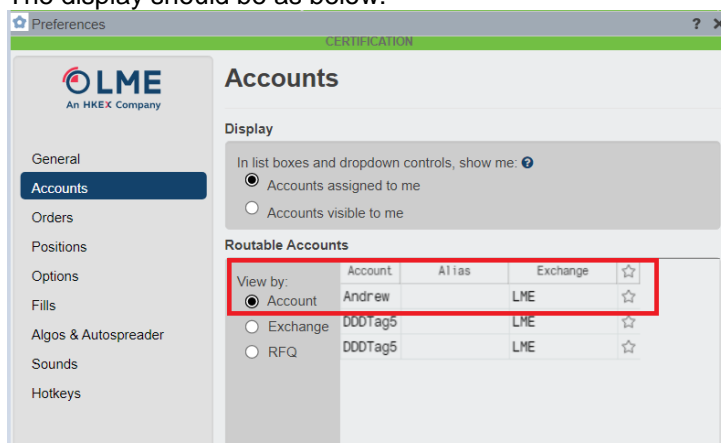 The display should be as below:
Preferences ? X
CERTIFICATION
LME
An HKEX Company
General
Accounts
Orders
Positions
Options
Fills
Algos & Autospreader
Sounds
Hotkeys
Accounts
Display
In list boxes and dropdown controls, show me: ?
Accounts assigned to me
Accounts visible to me
Routable Accounts
View by:
Account
Exchange
RFQ
Account Alias Exchange
Andrew LME
DDDTag5 LME
DDDTag5 LME